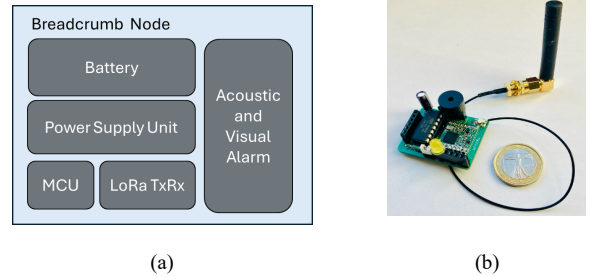 Breadcrumb Node
Battery
Power Supply Unit
MCU
LoRa TxRx
Acoustic
and
Visual
Alarm
(a)
(b)